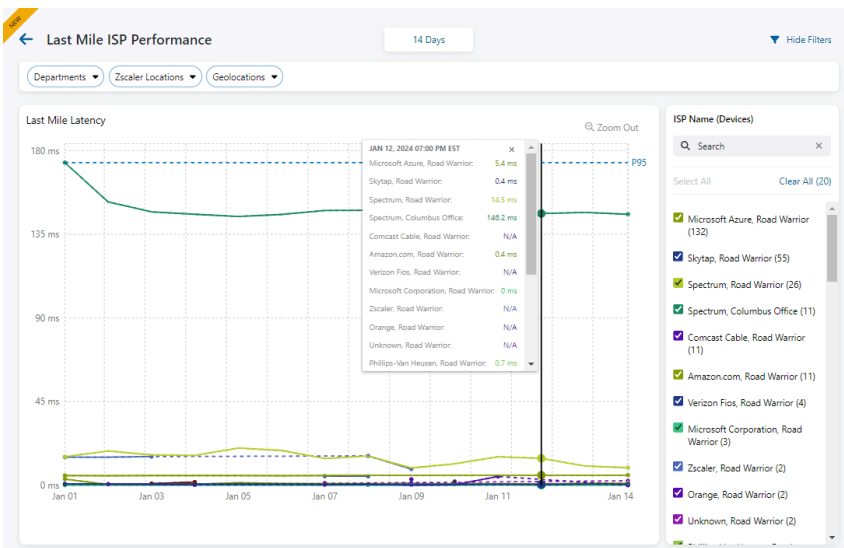 NEW
Last Mile ISP Performance
14 Days
Hide Filters
Departments
Zscaler Locations
Geolocations
Last Mile Latency
Zoom Out
180 ms
135 ms
90 ms
45 ms
0 ms
P95
Jan 01
Jan 03
Jan 05
Jan 07
Jan 09
Jan 11
Jan 14
JAN 12, 2024 07:00 PM EST
Microsoft Azure, Road Warrior: 5.4 ms
Skytap, Road Warrior: 0.4 ms
Spectrum, Road Warrior: 14.5 ms
Spectrum, Columbus Office: 146.2 ms
Comcast Cable, Road Warrior: N/A
Amazon.com, Road Warrior: 0.4 ms
Verizon Fios, Road Warrior: N/A
Microsoft Corporation, Road Warrior: 0 ms
Zscaler, Road Warrior: N/A
Orange, Road Warrior: N/A
Unknown, Road Warrior: N/A
Phillips-Van Heusen, Road Warrior: 0.7 ms
ISP Name (Devices)
Search
Select All
Clear All (20)
Microsoft Azure, Road Warrior
(132)
Skytap, Road Warrior (55)
Spectrum, Road Warrior (26)
Spectrum, Columbus Office (11)
Comcast Cable, Road Warrior
(11)
Amazon.com, Road Warrior (11)
Verizon Fios, Road Warrior (4)
Microsoft Corporation, Road
Warrior (3)
Zscaler, Road Warrior (2)
Orange, Road Warrior (2)
Unknown, Road Warrior (2)